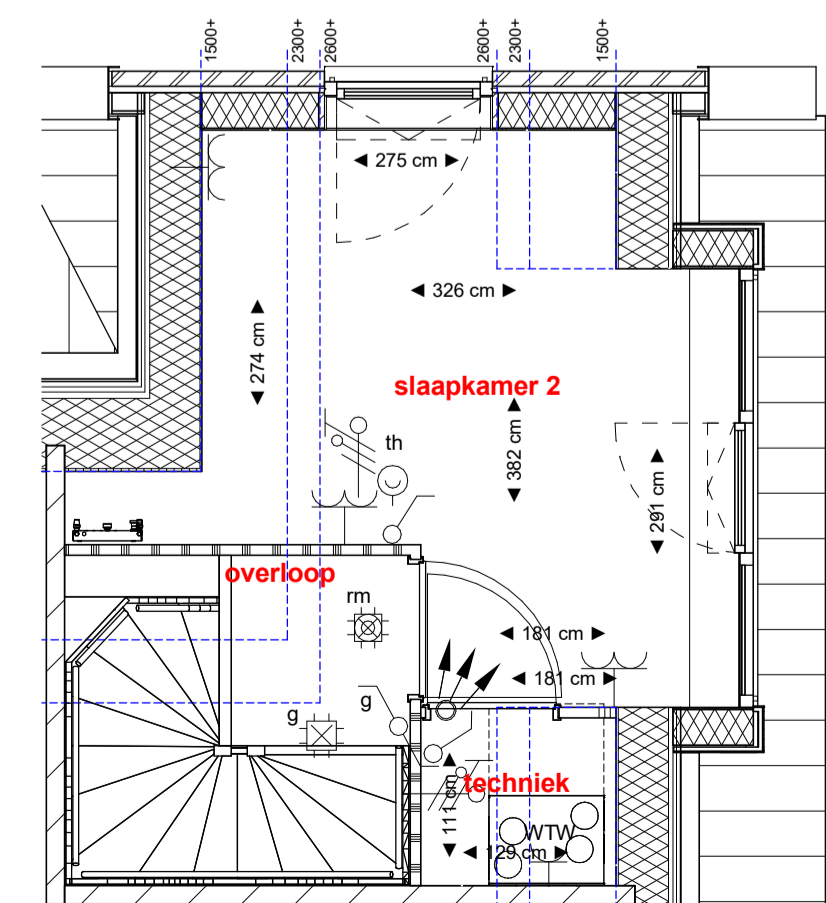 1500+
2300+
2600+
2600+
2300+
1500+
◄ 275 cm ►
◄ 326 cm ►
◄ 274 cm ►
slaapkamer 2
◄ 382 cm ►
th
◄ 291 cm ►
overloop
rm
◄ 181 cm ►
◄ 181 cm ►
g
g
techniek
◄ 111 cm ►
WTW
◄ 129 cm ►